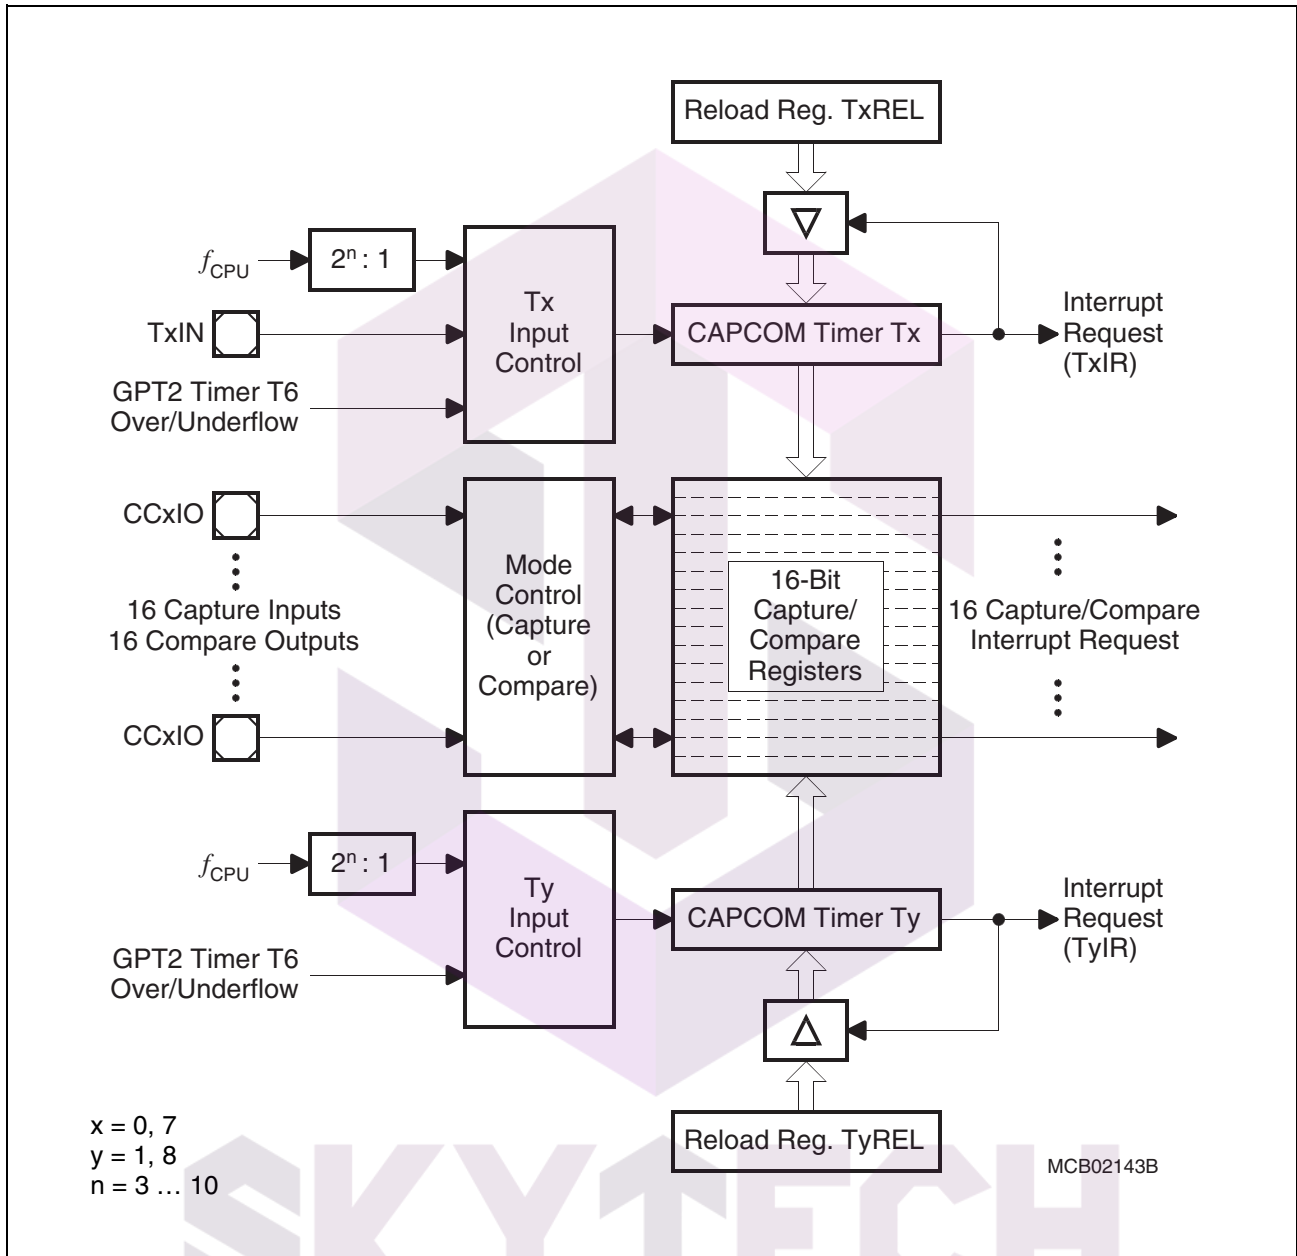 Reload Reg. TxREL
fCPU
2ⁿ : 1
TxIN
GPT2 Timer T6
Over/Underflow
Tx
Input
Control
CAPCOM Timer Tx
Interrupt
Request
(TxIR)
CCxIO
16 Capture Inputs
16 Compare Outputs
CCxIO
Mode
Control
(Capture
or
Compare)
16-Bit
Capture/
Compare
Registers
16 Capture/Compare
Interrupt Request
fCPU
2ⁿ : 1
GPT2 Timer T6
Over/Underflow
Ty
Input
Control
CAPCOM Timer Ty
Interrupt
Request
(TyIR)
Reload Reg. TyREL
x = 0, 7
y = 1, 8
n = 3 … 10
MCB02143B
SKYTECH